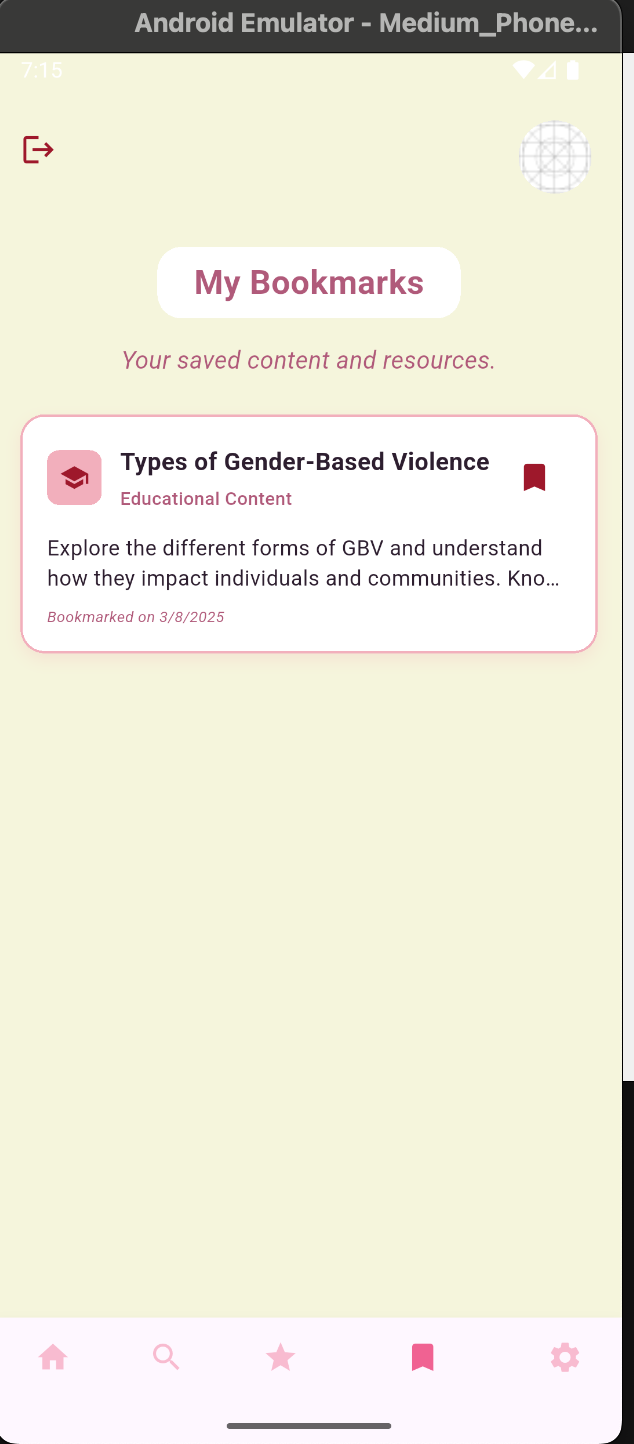 Android Emulator - Medium_Phone...
7:15
My Bookmarks
Your saved content and resources.
Types of Gender-Based Violence
Educational Content
Explore the different forms of GBV and understand
how they impact individuals and communities. Kno...
Bookmarked on 3/8/2025